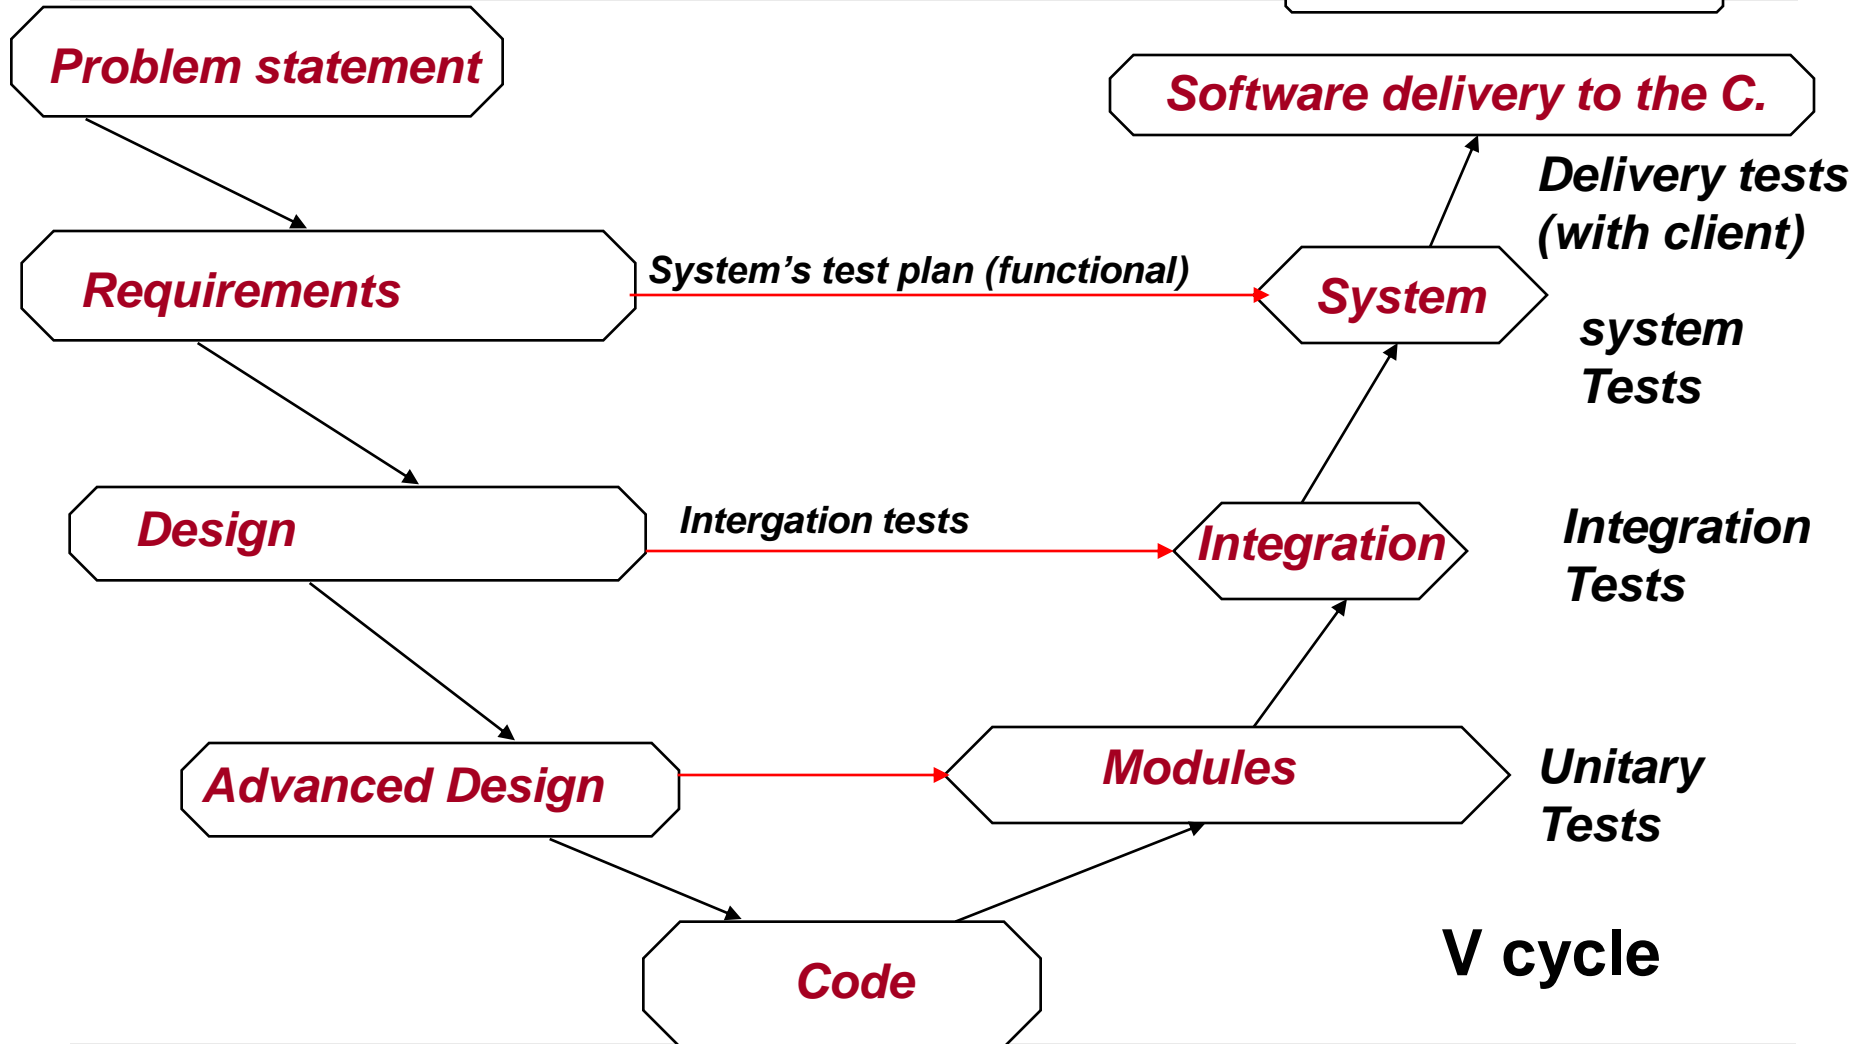 Problem statement
Software delivery to the C.
Delivery tests
(with client)
Requirements
System’s test plan (functional)
System
system
Tests
Design
Intergation tests
Integration
Integration
Tests
Advanced Design
Modules
Unitary
Tests
Code
V cycle